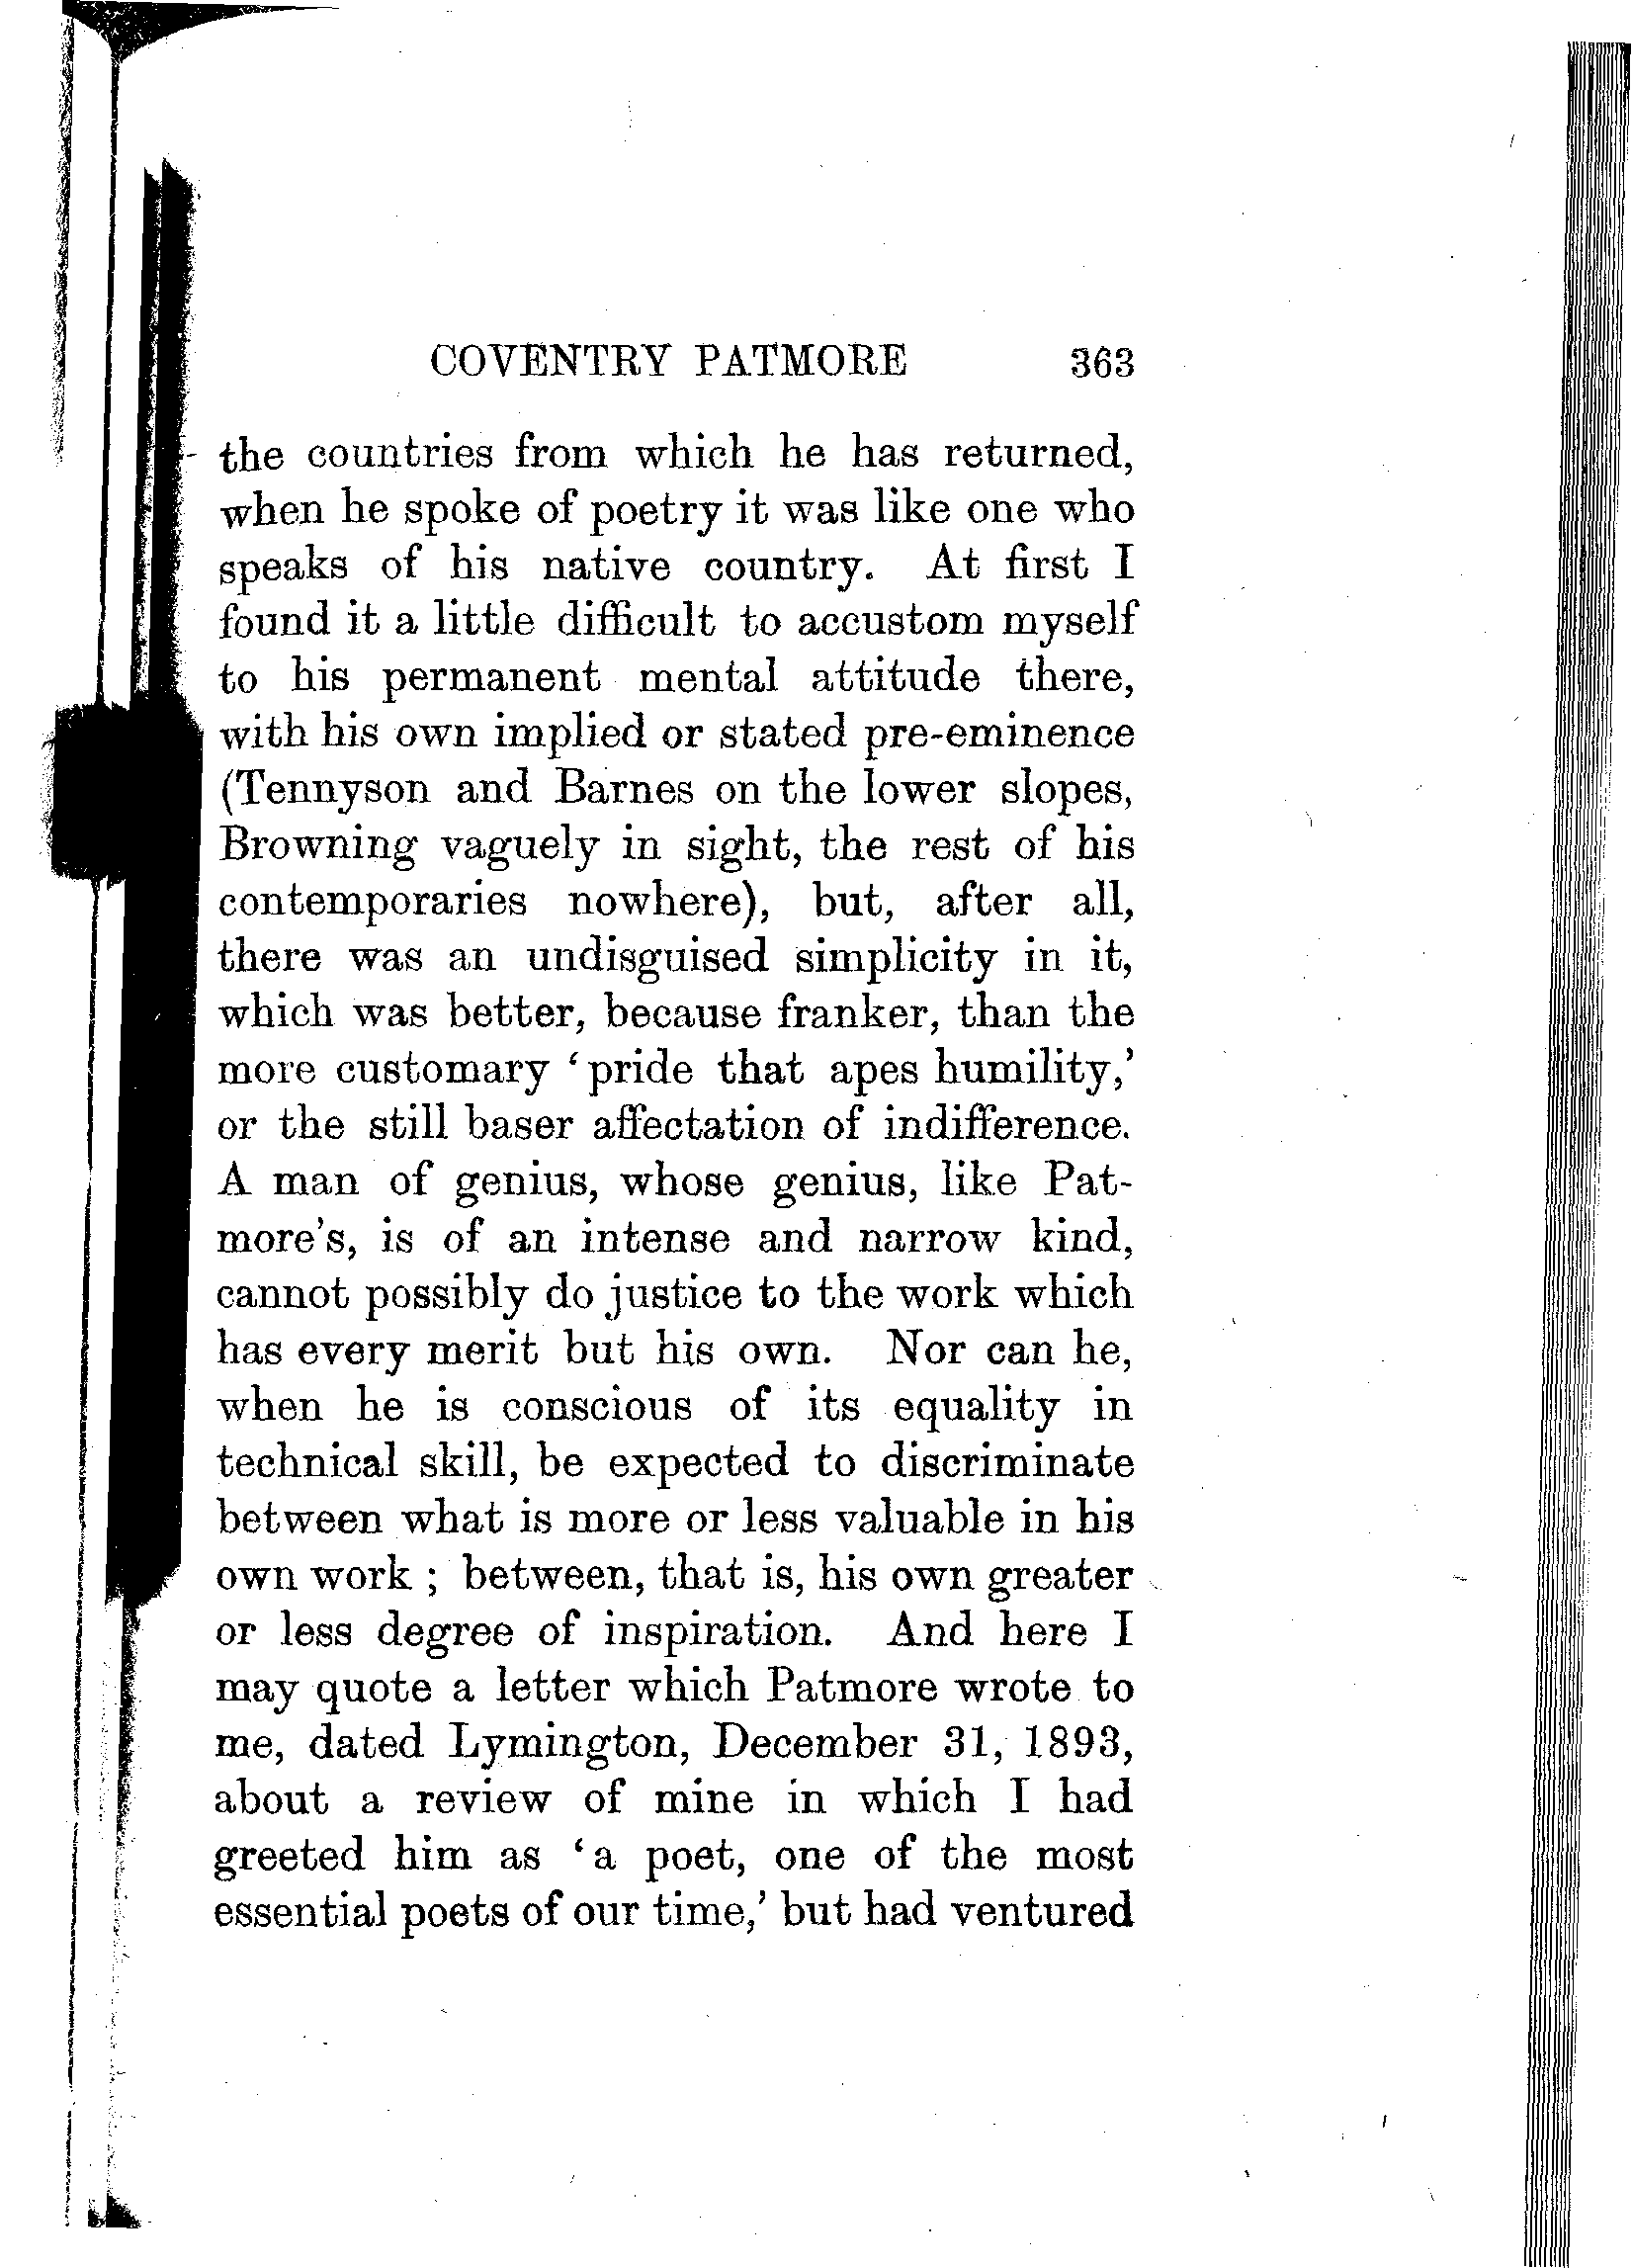 COVENTRY PATMORE 363
the countries from which he has returned,
when he spoke of poetry it was like one who
speaks of his native country. At first I
found it a little difficult to accustom myself
to his permanent mental attitude there,
with his own implied or stated pre-eminence
(Tennyson and Barnes on the lower slopes,
Browning vaguely in sight, the rest of his
contemporaries nowhere), but, after all,
there was an undisguised simplicity in it,
which was better, because franker, than the
more customary ‘pride that apes humility,’
or the still baser affectation of indifference.
A man of genius, whose genius, like Pat-
more’s, is of an intense and narrow kind,
cannot possibly do justice to the work which
has every merit but his own. Nor can he,
when he is conscious of its equality in
technical skill, be expected to discriminate
between what is more or less valuable in his
own work ; between, that is, his own greater
or less degree of inspiration. And here I
may quote a letter which Patmore wrote to
me, dated Lymington, December 31, 1893,
about a review of mine in which I had
greeted him as ‘a poet, one of the most
essential poets of our time,’ but had ventured